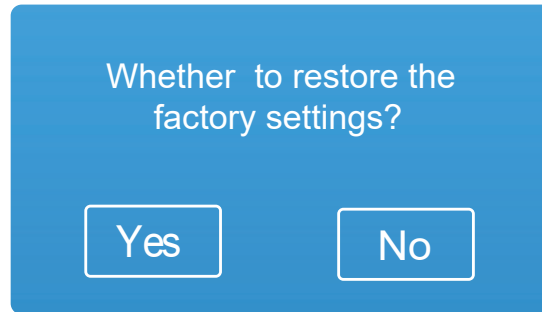 Whether to restore the
factory settings?
Yes No